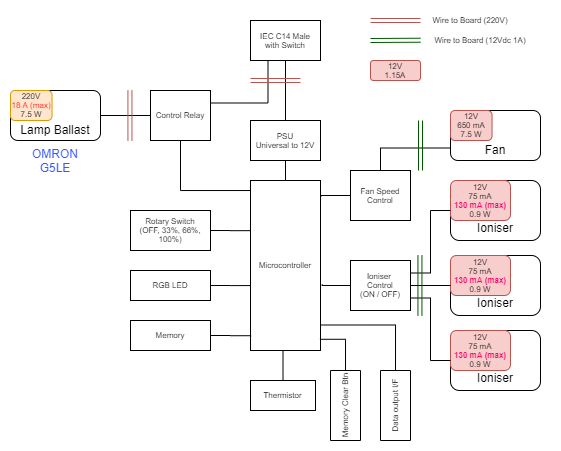 IEC C14 Male
with Switch
Wire to Board (220V)
Wire to Board (12Vdc 1A)
12V
1.15A
220V
18 A (max)
7.5 W
Lamp Ballast
OMRON
G5LE
Control Relay
PSU
Universal to 12V
12V
650 mA
7.5 W
Fan
Fan Speed
Control
12V
75 mA
130 mA (max)
0.9 W
Ioniser
Rotary Switch
(OFF, 33%, 66%,
100%)
Microcontroller
RGB LED
Ioniser
Control
(ON / OFF)
12V
75 mA
130 mA (max)
0.9 W
Ioniser
Memory
12V
75 mA
130 mA (max)
0.9 W
Ioniser
Thermistor
Memory Clear Btn
Data output I/F